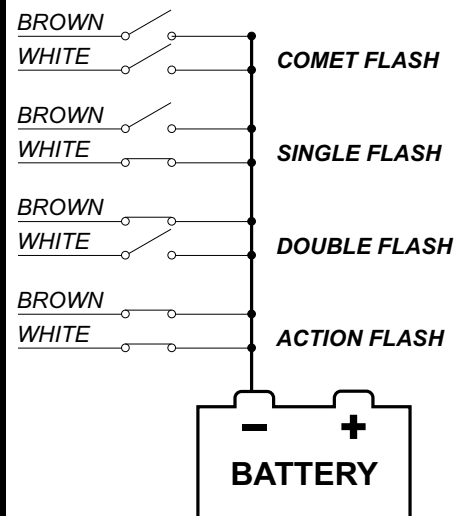 BROWN
WHITE
COMET FLASH
BROWN
WHITE
SINGLE FLASH
BROWN
WHITE
DOUBLE FLASH
BROWN
WHITE
ACTION FLASH
− +
BATTERY